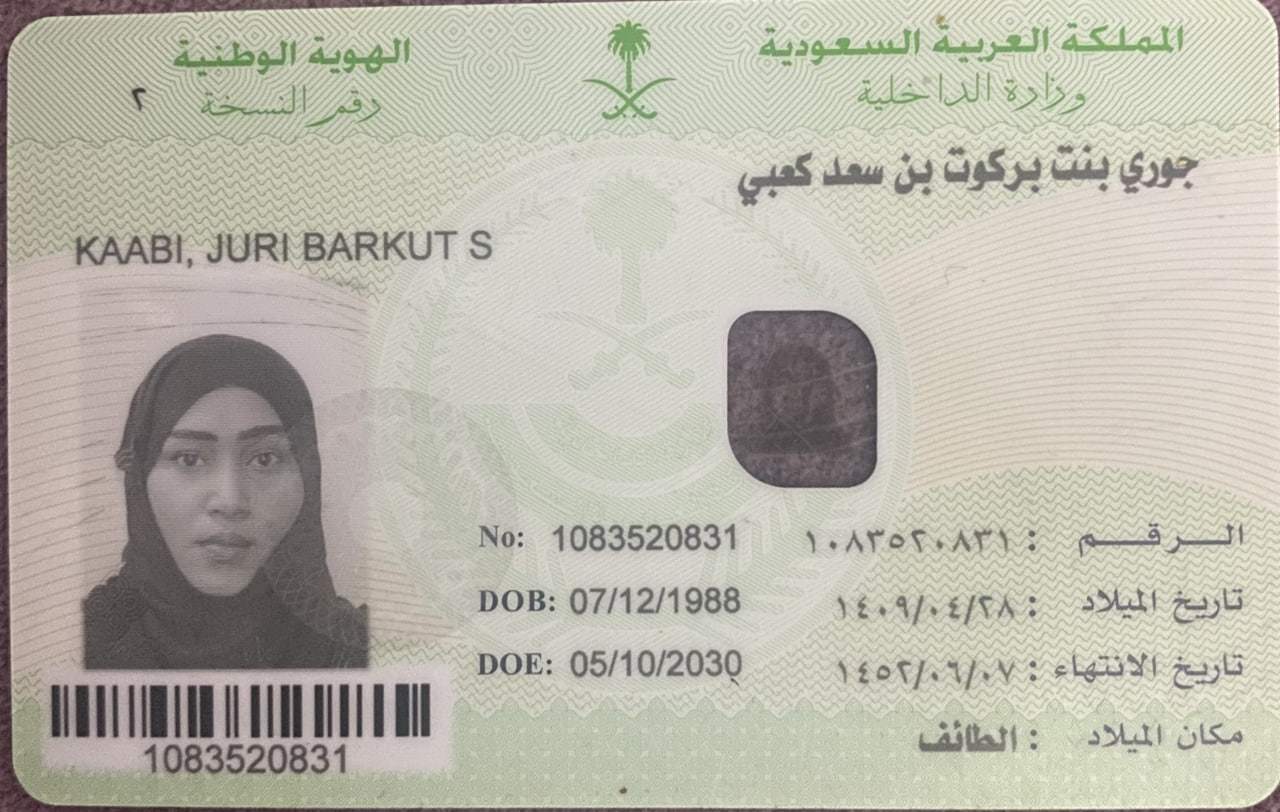 المملكة العربية السعودية
وزارة الداخلية
الهوية الوطنية
رقم النسخة ٢
جوري بنت بركوت بن سعد كعبي
KAABI, JURI BARKUT S
الـــرقـــم : ١٠٨٣٥٢٠٨٣١ No: 1083520831
تاريخ الميلاد : ١٤٠٩/٠٤/٢٨ DOB: 07/12/1988
تاريخ الانتهاء : ١٤٥٢/٠٦/٠٧ DOE: 05/10/2030
مكان الميلاد : الطائف
1083520831